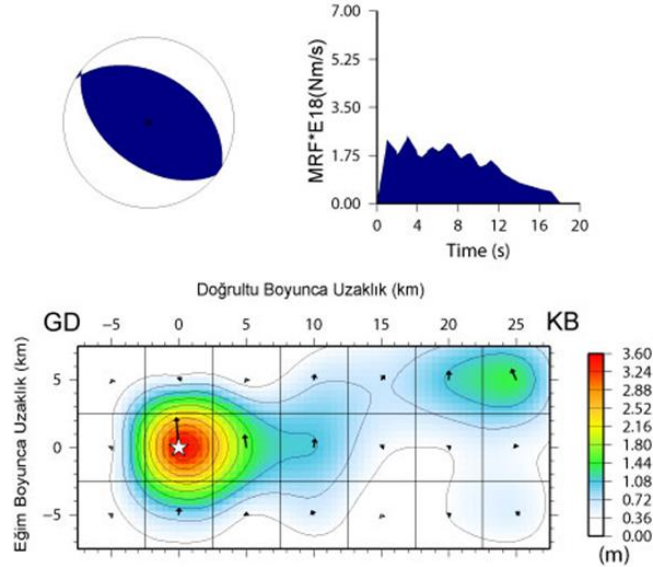 7.00
5.25
3.50
1.75
0.00
MRF*E18(Nm/s)
0 4 8 12 16 20
Time (s)
Doğrultu Boyunca Uzaklık (km)
GD −5 0 5 10 15 20 25 KB
Eğim Boyunca Uzaklık (km)
5
0
−5
3.60
3.24
2.88
2.52
2.16
1.80
1.44
1.08
0.72
0.36
0.00
(m)